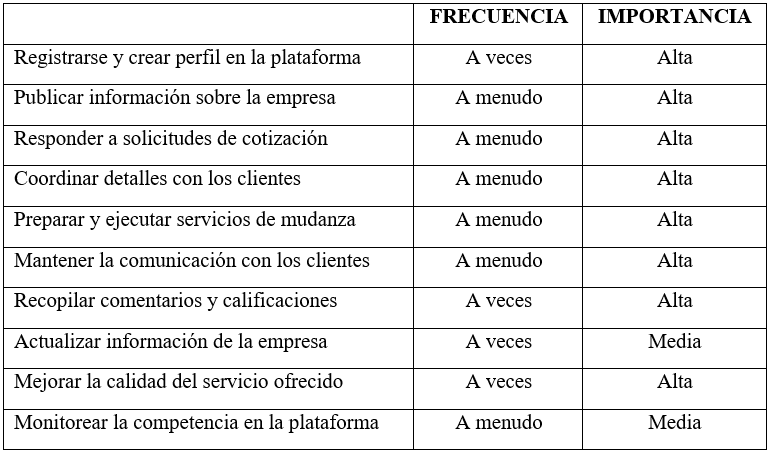 FRECUENCIA IMPORTANCIA
Registrarse y crear perfil en la plataforma A veces Alta
Publicar información sobre la empresa A menudo Alta
Responder a solicitudes de cotización A menudo Alta
Coordinar detalles con los clientes A menudo Alta
Preparar y ejecutar servicios de mudanza A menudo Alta
Mantener la comunicación con los clientes A menudo Alta
Recopilar comentarios y calificaciones A veces Alta
Actualizar información de la empresa A veces Media
Mejorar la calidad del servicio ofrecido A veces Alta
Monitorear la competencia en la plataforma A menudo Media